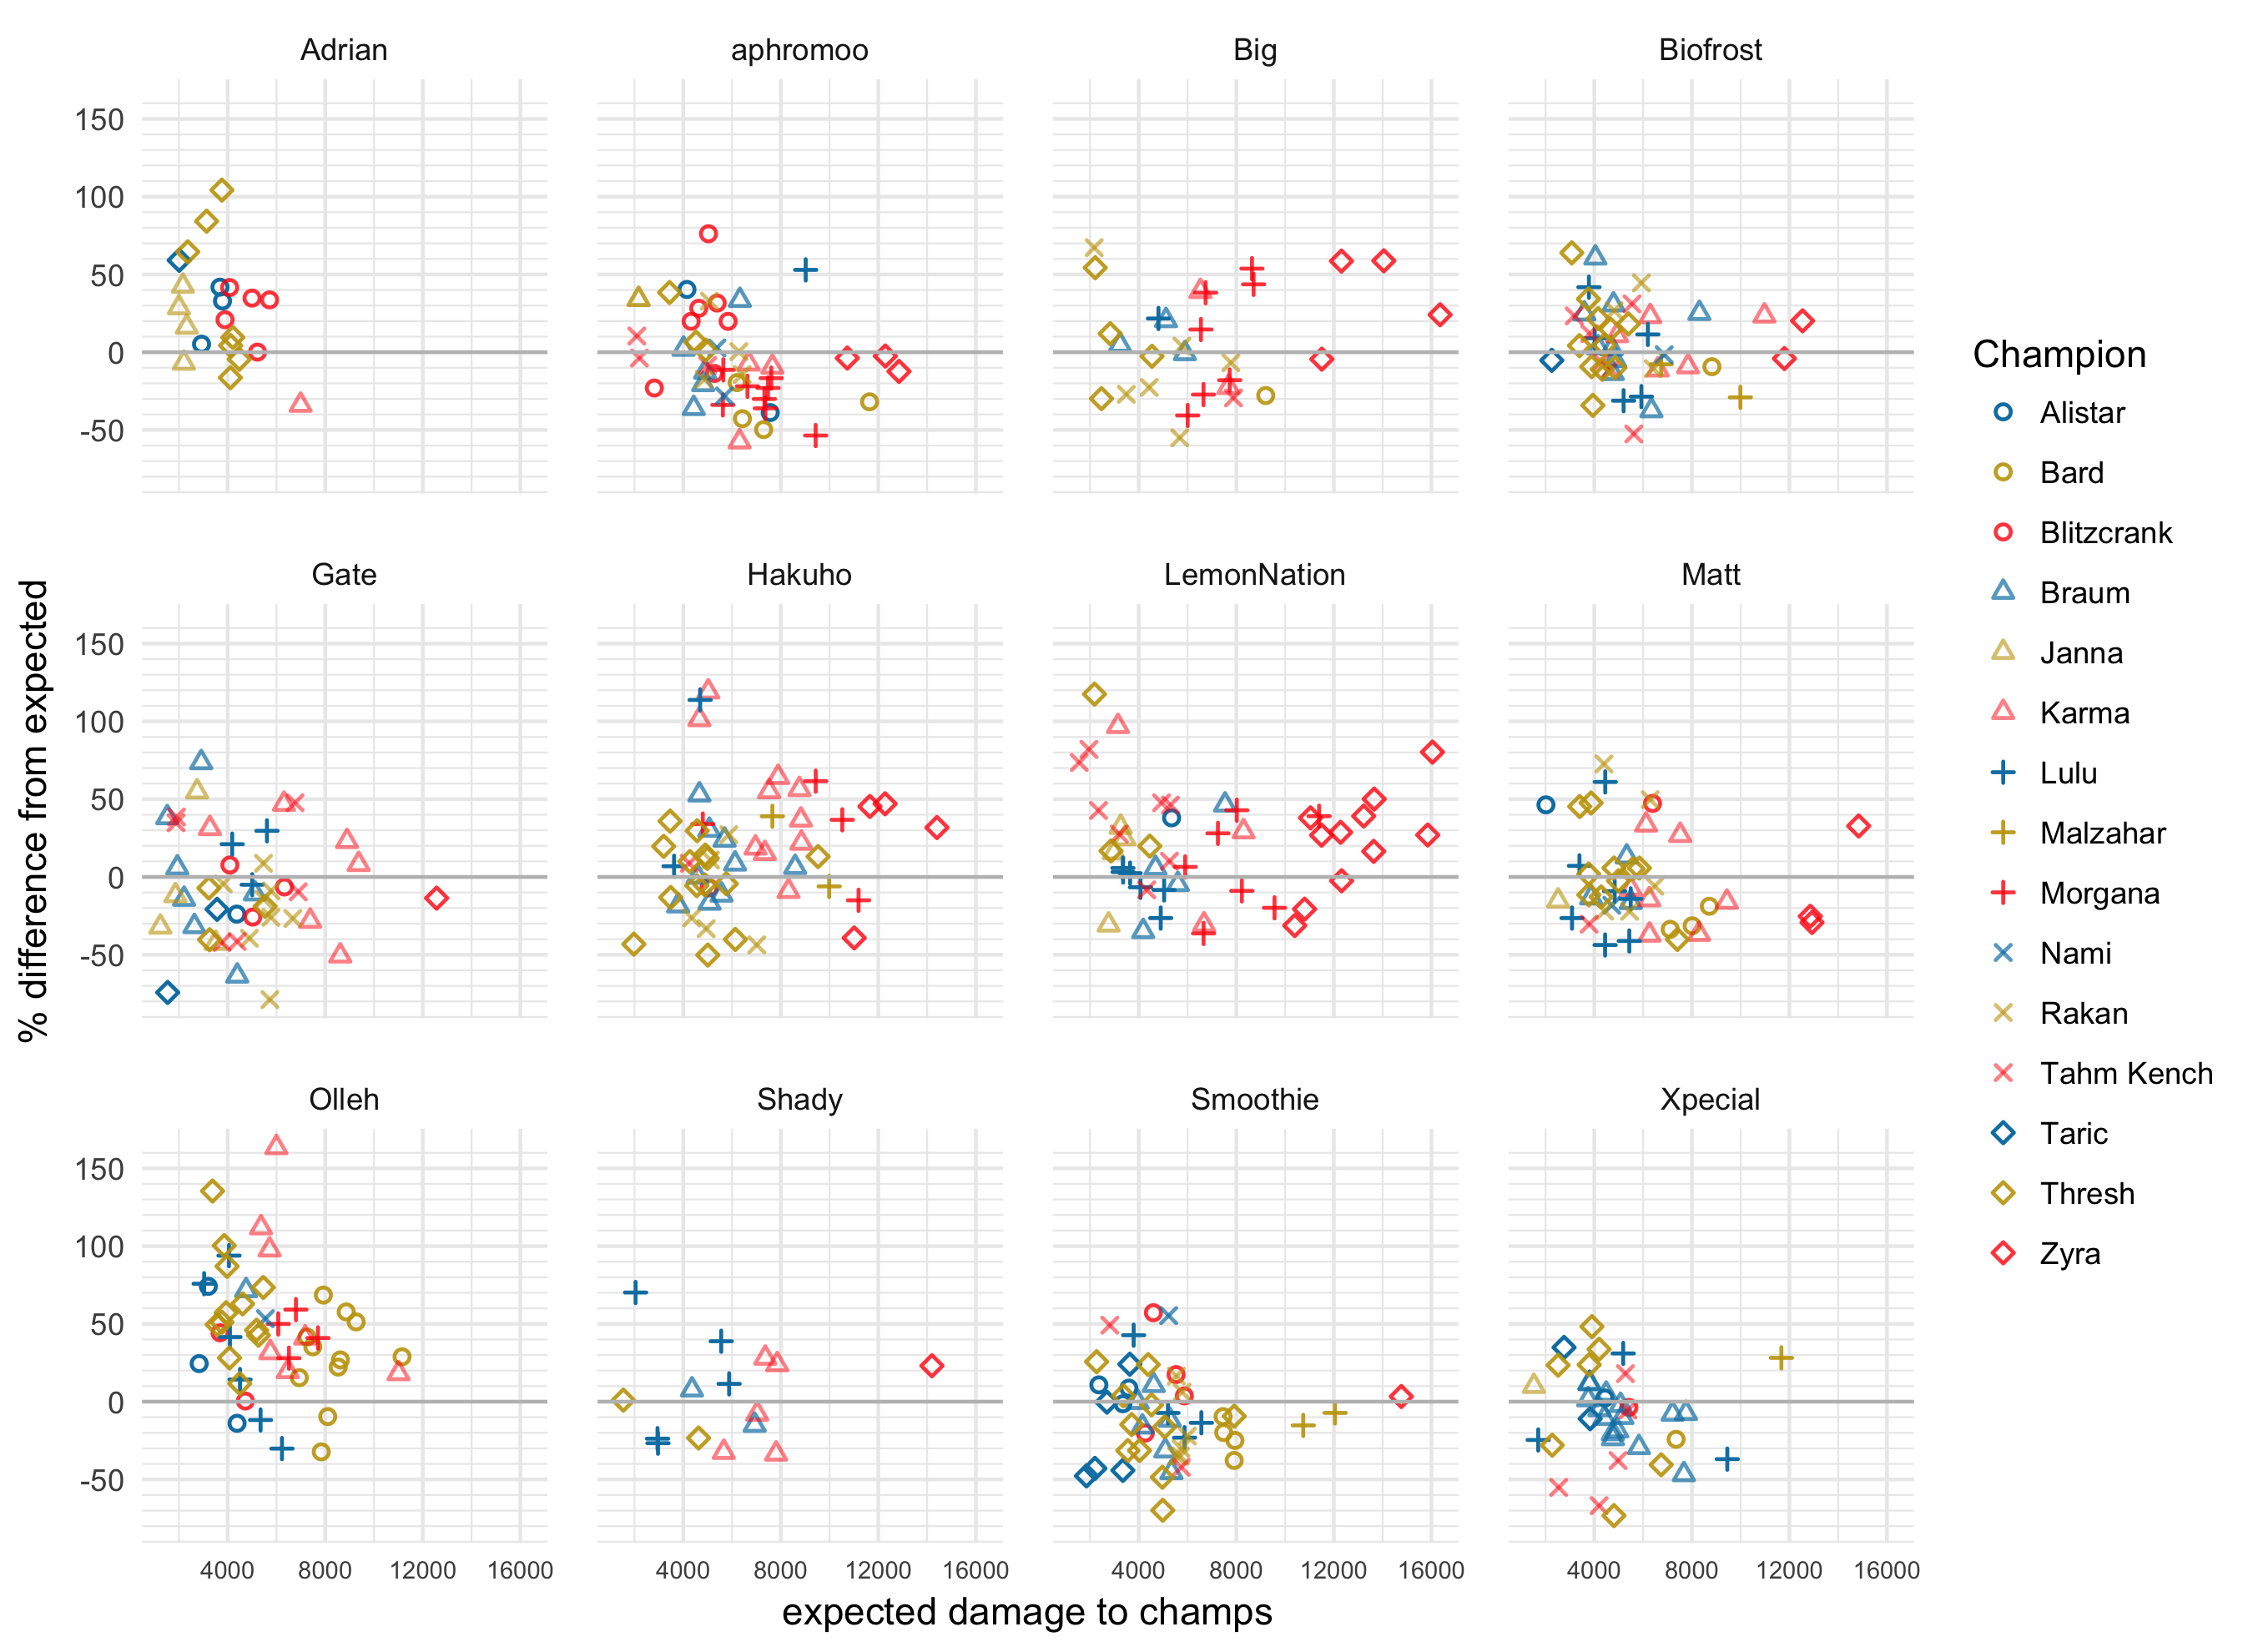 Adrian aphromoo Big Biofrost
150
100
50
0
-50
Gate Hakuho LemonNation Matt
150
100
50
0
-50
Olleh Shady Smoothie Xpecial
150
100
50
0
-50
4000 8000 12000 16000 4000 8000 12000 16000 4000 8000 12000 16000 4000 8000 12000 16000
expected damage to champs
% difference from expected
Champion
Alistar
Bard
Blitzcrank
Braum
Janna
Karma
Lulu
Malzahar
Morgana
Nami
Rakan
Tahm Kench
Taric
Thresh
Zyra